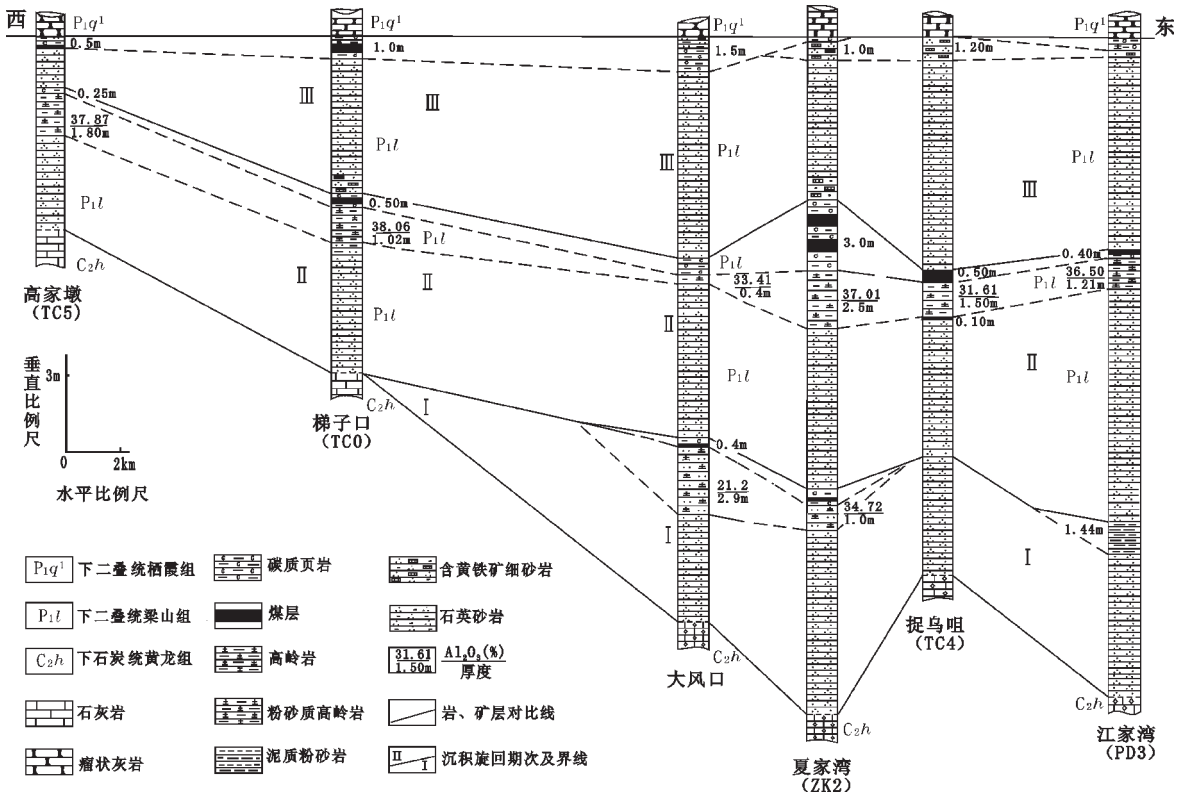 西
东
P₁q¹
P₁q¹
P₁q¹
P₁q¹
P₁q¹
0.5m
1.0m
1.5m
1.0m
1.20m
Ⅲ
Ⅲ
Ⅲ
Ⅲ
0.25m
37.87
1.80m
P₁l
P₁l
P₁l
P₁l
P₁l
0.50m
38.06
1.02m
P₁l
P₁l
33.41
0.4m
3.0m
37.01
2.5m
0.50m
31.61
1.50m
0.10m
0.40m
36.50
1.21m
P₁l
C₂h
高家墩
(TC5)
Ⅱ
Ⅱ
Ⅱ
Ⅱ
P₁l
P₁l
P₁l
垂直比例尺
3m
0
2km
水平比例尺
C₂h
梯子口
(TC0)
Ⅰ
Ⅰ
Ⅰ
0.4m
21.2
2.9m
34.72
1.0m
1.44m
C₂h
大风口
C₂h
夏家湾
(ZK2)
捉乌咀
(TC4)
C₂h
江家湾
(PD3)
P₁q¹ 下二叠统栖霞组
碳质页岩
含黄铁矿细砂岩
P₁l 下二叠统梁山组
煤层
石英砂岩
C₂h 下石炭统黄龙组
高岭岩
31.61
1.50m
Al₂O₃(%)
厚度
石灰岩
粉砂质高岭岩
岩、矿层对比线
瘤状灰岩
泥质粉砂岩
Ⅱ
Ⅰ
沉积旋回期次及界线